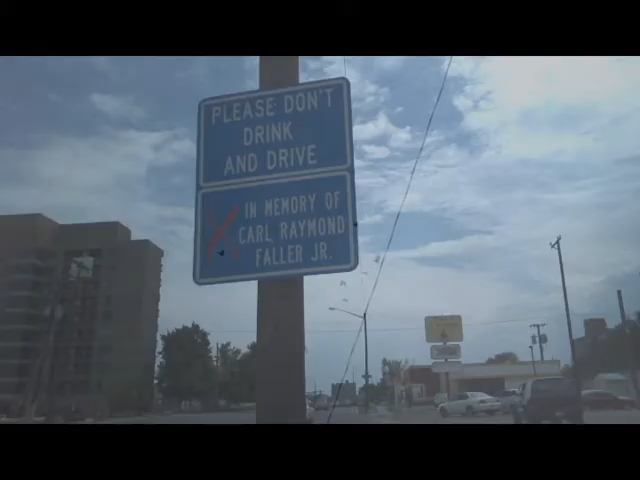 PLEASE DON'T
DRINK
AND DRIVE
IN MEMORY OF
CARL RAYMOND
FALLER JR.